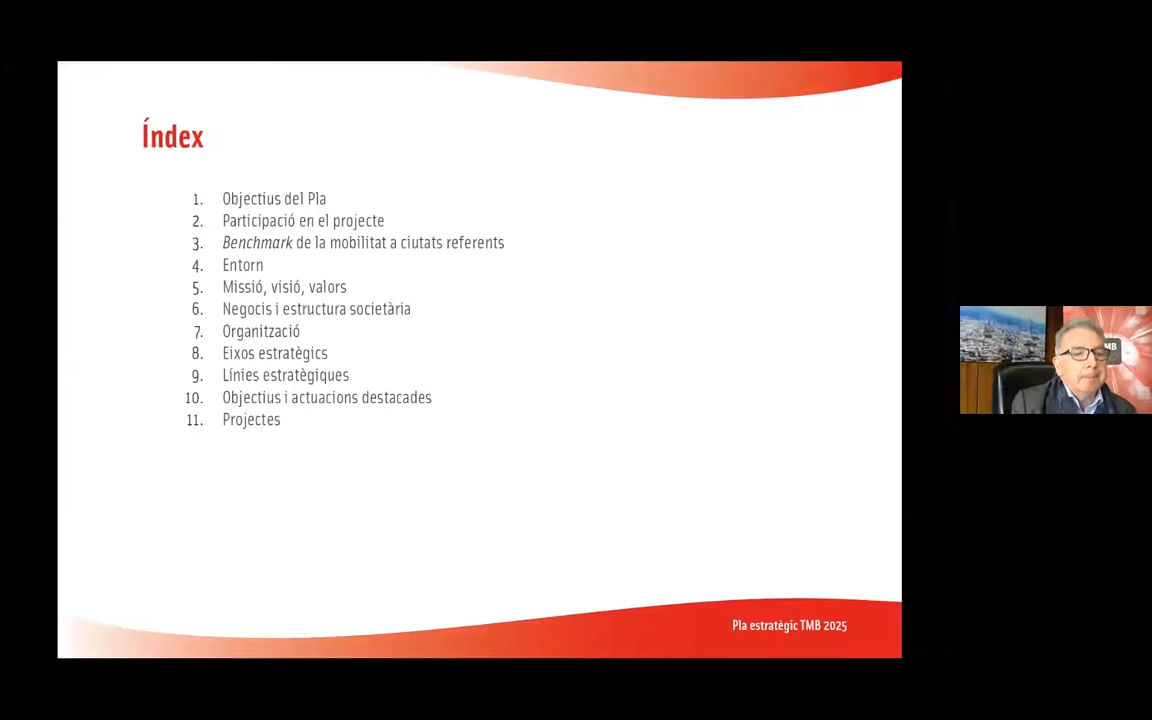 Índex
1. Objectius del Pla
2. Participació en el projecte
3. Benchmark de la mobilitat a ciutats referents
4. Entorn
5. Missió, visió, valors
6. Negocis i estructura societària
7. Organització
8. Eixos estratègics
9. Línies estratègiques
10. Objectius i actuacions destacades
11. Projectes
Pla estratègic TMB 2025
MB